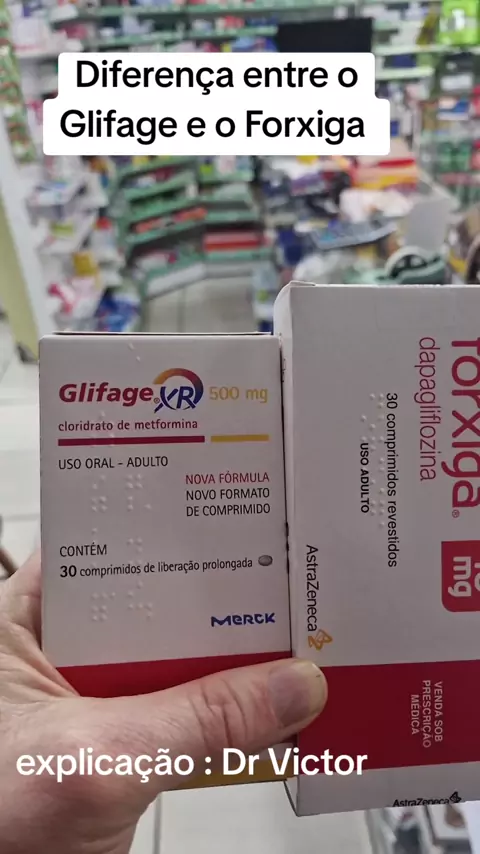 Diferença entre o
Glifage e o Forxiga
Glifage® XR 500 mg
cloridrato de metformina
USO ORAL - ADULTO
NOVA FÓRMULA
NOVO FORMATO
DE COMPRIMIDO
CONTÉM
30 comprimidos de liberação prolongada
MERCK
forxiga®
dapagliflozina
30 comprimidos revestidos
USO ADULTO
mg
AstraZeneca
VENDA SOB
PRESCRIÇÃO
MÉDICA
AstraZeneca
explicação : Dr Victor